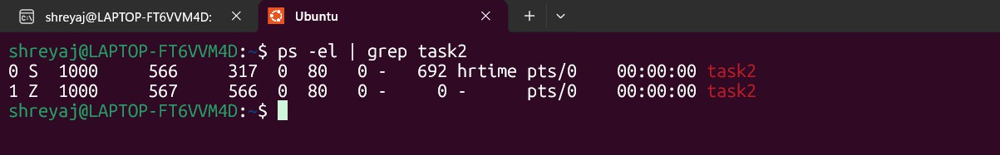 shreyaj@LAPTOP-FT6VVM4D: Ubuntu
shreyaj@LAPTOP-FT6VVM4D:~$ ps -el | grep task2
0 S  1000     566     317  0  80   0 -   692 hrtime pts/0    00:00:00 task2
1 Z  1000     567     566  0  80   0 -     0 -      pts/0    00:00:00 task2
shreyaj@LAPTOP-FT6VVM4D:~$